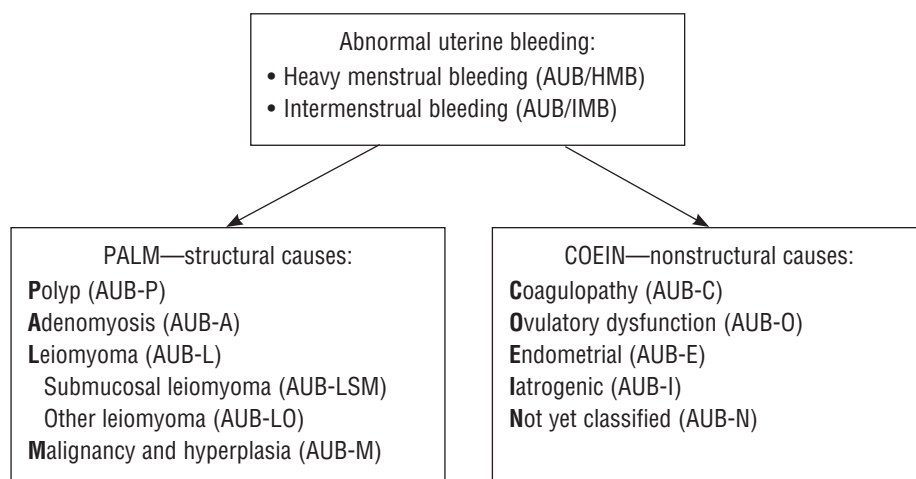 Abnormal uterine bleeding:
• Heavy menstrual bleeding (AUB/HMB)
• Intermenstrual bleeding (AUB/IMB)
PALM—structural causes:
Polyp (AUB-P)
Adenomyosis (AUB-A)
Leiomyoma (AUB-L)
Submucosal leiomyoma (AUB-LSM)
Other leiomyoma (AUB-LO)
Malignancy and hyperplasia (AUB-M)
COEIN—nonstructural causes:
Coagulopathy (AUB-C)
Ovulatory dysfunction (AUB-O)
Endometrial (AUB-E)
Iatrogenic (AUB-I)
Not yet classified (AUB-N)